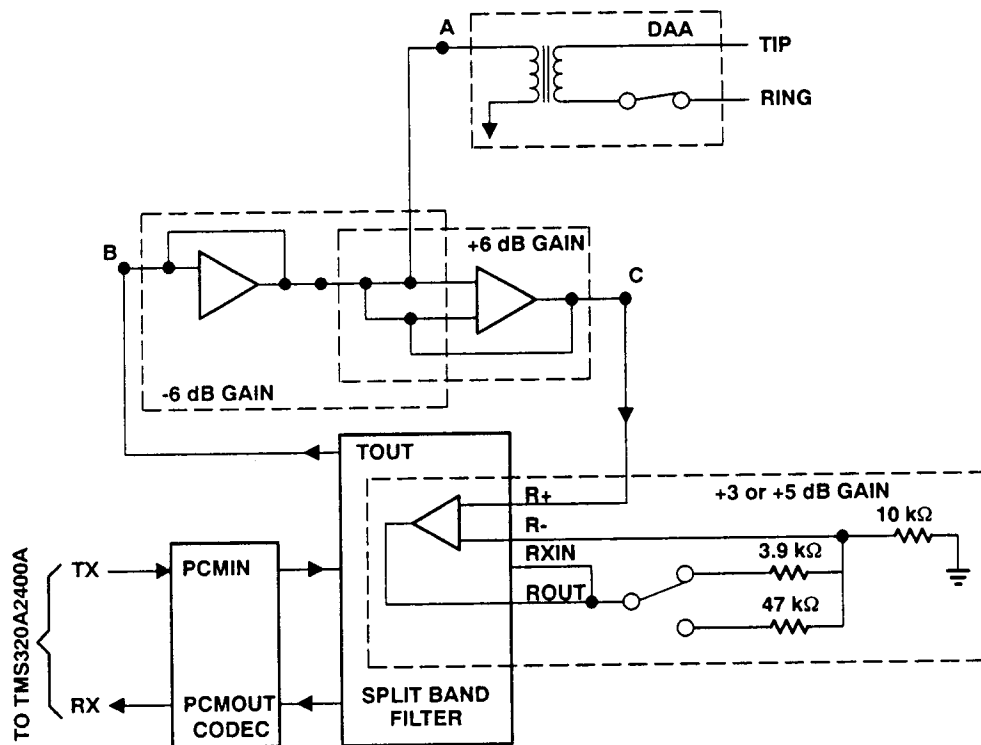 A
DAA
TIP
RING
B
+6 dB GAIN
C
-6 dB GAIN
TOUT
R+
+3 or +5 dB GAIN
R-
10 kΩ
RXIN
3.9 kΩ
ROUT
47 kΩ
TO TMS320A2400A
TX
PCMIN
RX
PCMOUT
CODEC
SPLIT BAND
FILTER